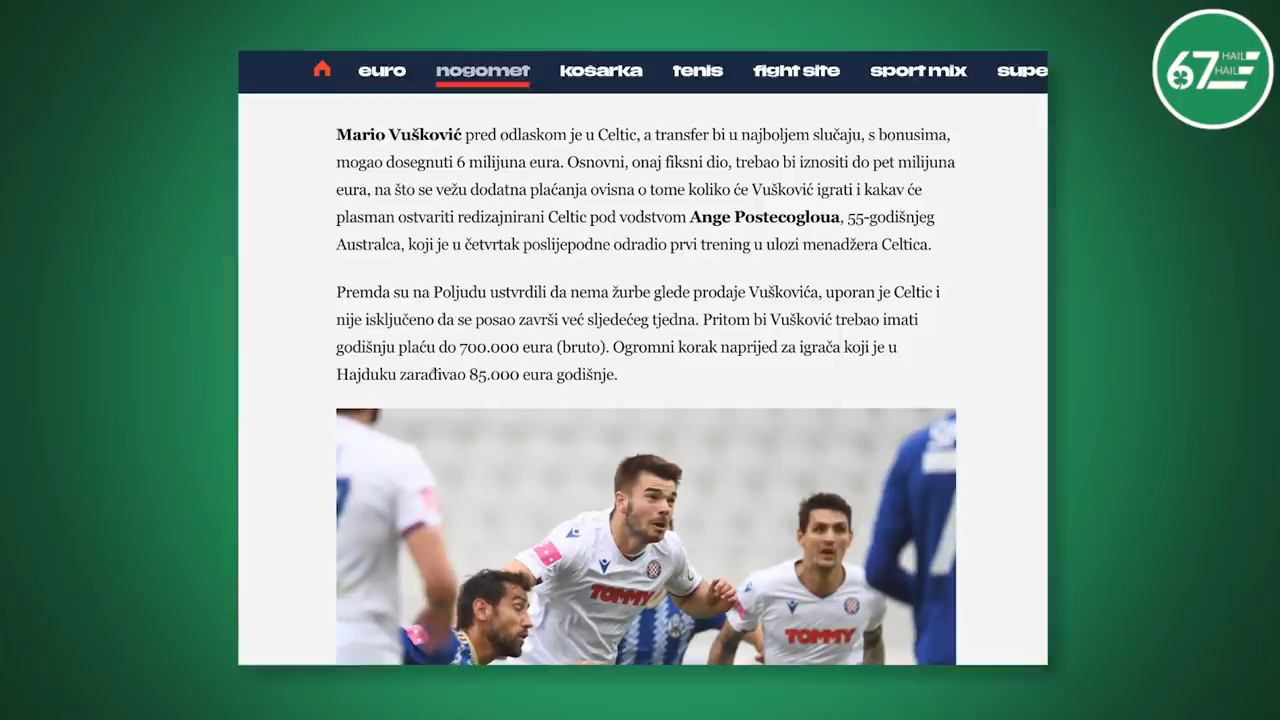 67 HAIL HAIL
euro nogomet košarka tenis fight site sport mix supe
Mario Vušković pred odlaskom je u Celtic, a transfer bi u najboljem slučaju, s bonusima,
mogao dosegnuti 6 milijuna eura. Osnovni, onaj fiksni dio, trebao bi iznositi do pet milijuna
eura, na što se vežu dodatna plaćanja ovisna o tome koliko će Vušković igrati i kakav će
plasman ostvariti redizajnirani Celtic pod vodstvom Ange Postecogloua, 55-godišnjeg
Australca, koji je u četvrtak poslijepodne odradio prvi trening u ulozi menadžera Celtica.
Premda su na Poljudu ustvrdili da nema žurbe glede prodaje Vuškovića, uporan je Celtic i
nije isključeno da se posao završi već sljedećeg tjedna. Pritom bi Vušković trebao imati
godišnju plaću do 700.000 eura (bruto). Ogromni korak naprijed za igrača koji je u
Hajduku zarađivao 85.000 eura godišnje.
TOMMY
TOMMY